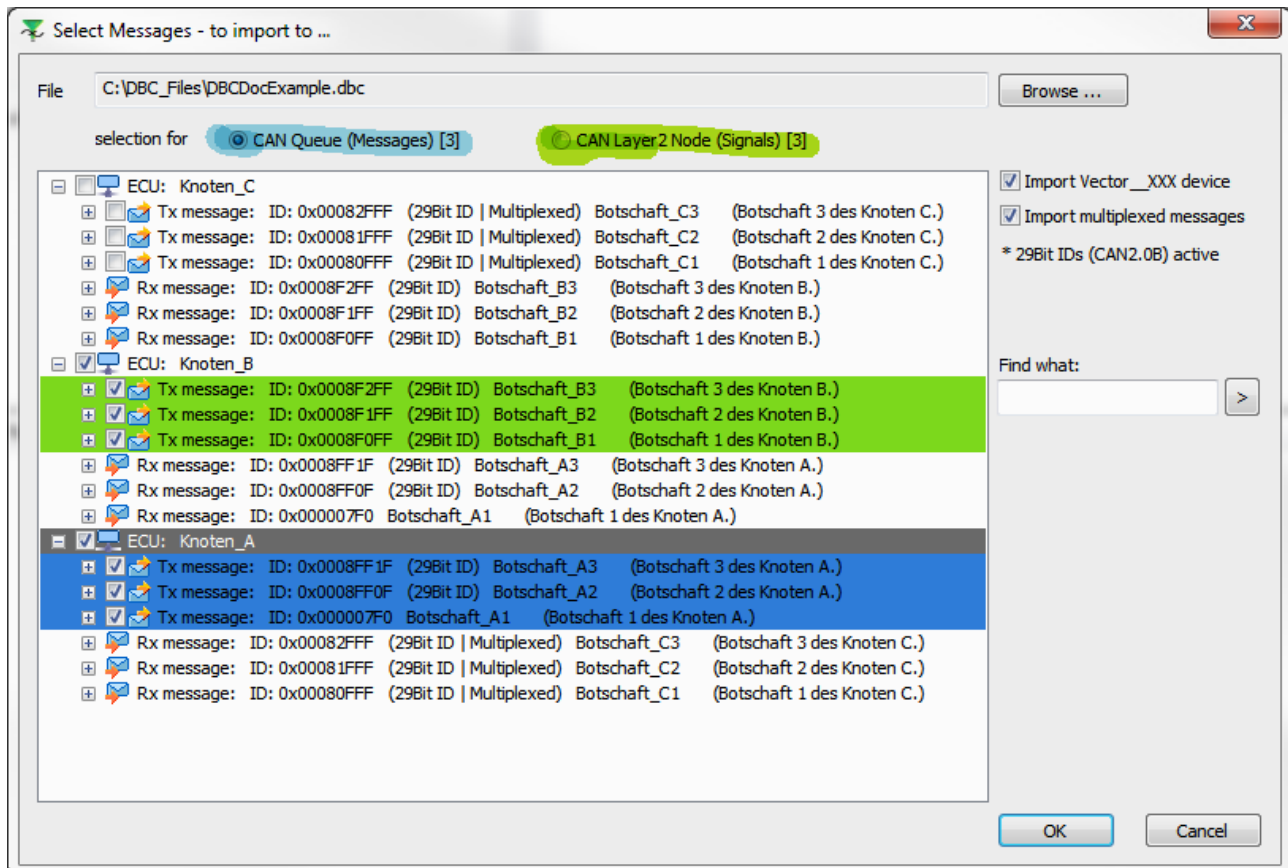 Select Messages - to import to ...
File C:\DBC_Files\DBCDocExample.dbc Browse ...
selection for CAN Queue (Messages) [3] CAN Layer2 Node (Signals) [3]
ECU: Knoten_C
Tx message: ID: 0x00082FFF (29Bit ID | Multiplexed) Botschaft_C3 (Botschaft 3 des Knoten C.)
Tx message: ID: 0x00081FFF (29Bit ID | Multiplexed) Botschaft_C2 (Botschaft 2 des Knoten C.)
Tx message: ID: 0x00080FFF (29Bit ID | Multiplexed) Botschaft_C1 (Botschaft 1 des Knoten C.)
Rx message: ID: 0x0008F2FF (29Bit ID) Botschaft_B3 (Botschaft 3 des Knoten B.)
Rx message: ID: 0x0008F1FF (29Bit ID) Botschaft_B2 (Botschaft 2 des Knoten B.)
Rx message: ID: 0x0008F0FF (29Bit ID) Botschaft_B1 (Botschaft 1 des Knoten B.)
ECU: Knoten_B
Tx message: ID: 0x0008F2FF (29Bit ID) Botschaft_B3 (Botschaft 3 des Knoten B.)
Tx message: ID: 0x0008F1FF (29Bit ID) Botschaft_B2 (Botschaft 2 des Knoten B.)
Tx message: ID: 0x0008F0FF (29Bit ID) Botschaft_B1 (Botschaft 1 des Knoten B.)
Rx message: ID: 0x0008FF1F (29Bit ID) Botschaft_A3 (Botschaft 3 des Knoten A.)
Rx message: ID: 0x0008FF0F (29Bit ID) Botschaft_A2 (Botschaft 2 des Knoten A.)
Rx message: ID: 0x000007F0 Botschaft_A1 (Botschaft 1 des Knoten A.)
ECU: Knoten_A
Tx message: ID: 0x0008FF1F (29Bit ID) Botschaft_A3 (Botschaft 3 des Knoten A.)
Tx message: ID: 0x0008FF0F (29Bit ID) Botschaft_A2 (Botschaft 2 des Knoten A.)
Tx message: ID: 0x000007F0 Botschaft_A1 (Botschaft 1 des Knoten A.)
Rx message: ID: 0x00082FFF (29Bit ID | Multiplexed) Botschaft_C3 (Botschaft 3 des Knoten C.)
Rx message: ID: 0x00081FFF (29Bit ID | Multiplexed) Botschaft_C2 (Botschaft 2 des Knoten C.)
Rx message: ID: 0x00080FFF (29Bit ID | Multiplexed) Botschaft_C1 (Botschaft 1 des Knoten C.)
Import Vector__XXX device
Import multiplexed messages
* 29Bit IDs (CAN2.0B) active
Find what:
>
OK Cancel